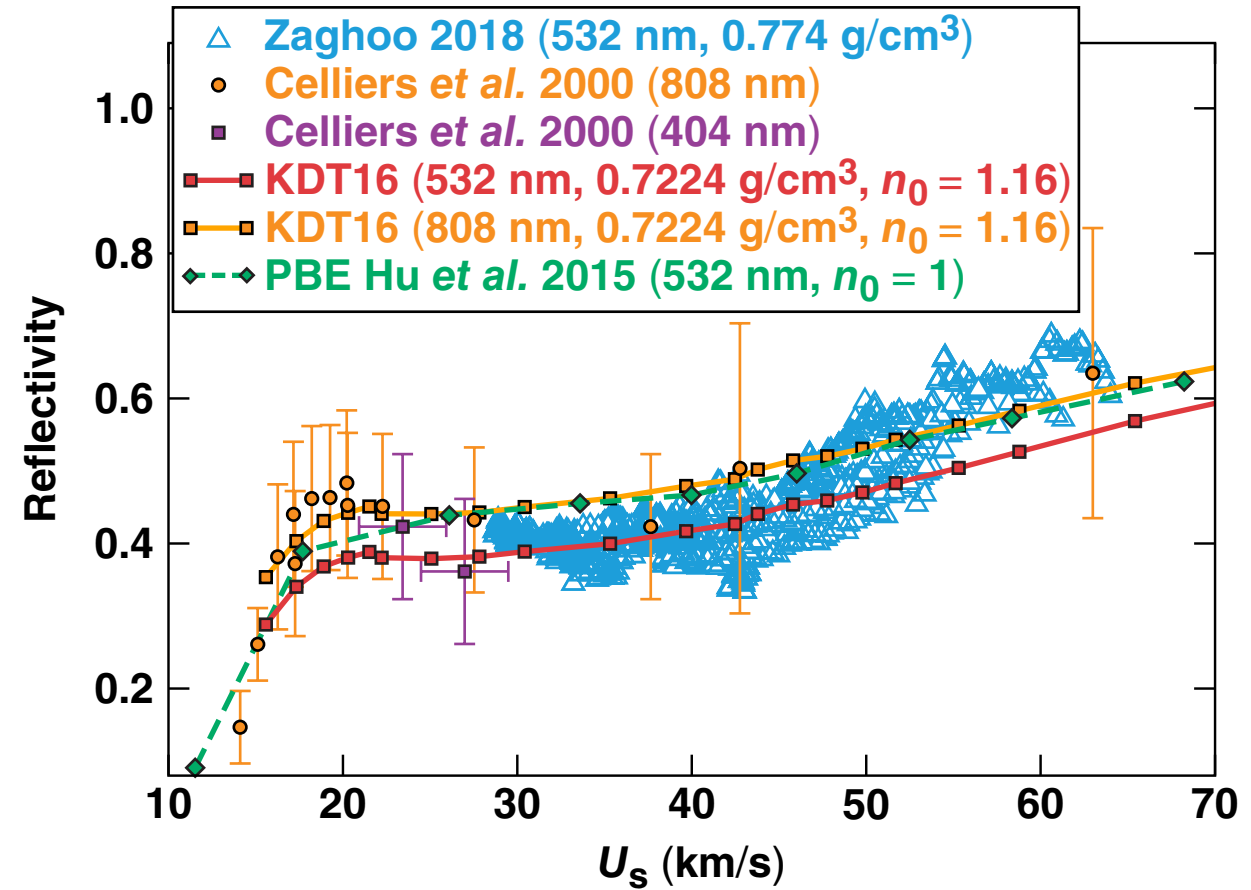 Zaghoo 2018 (532 nm, 0.774 g/cm³)
Celliers et al. 2000 (808 nm)
Celliers et al. 2000 (404 nm)
KDT16 (532 nm, 0.7224 g/cm³, n₀ = 1.16)
KDT16 (808 nm, 0.7224 g/cm³, n₀ = 1.16)
PBE Hu et al. 2015 (532 nm, n₀ = 1)
Reflectivity
1.0
0.8
0.6
0.4
0.2
10 20 30 40 50 60 70
Uₛ (km/s)